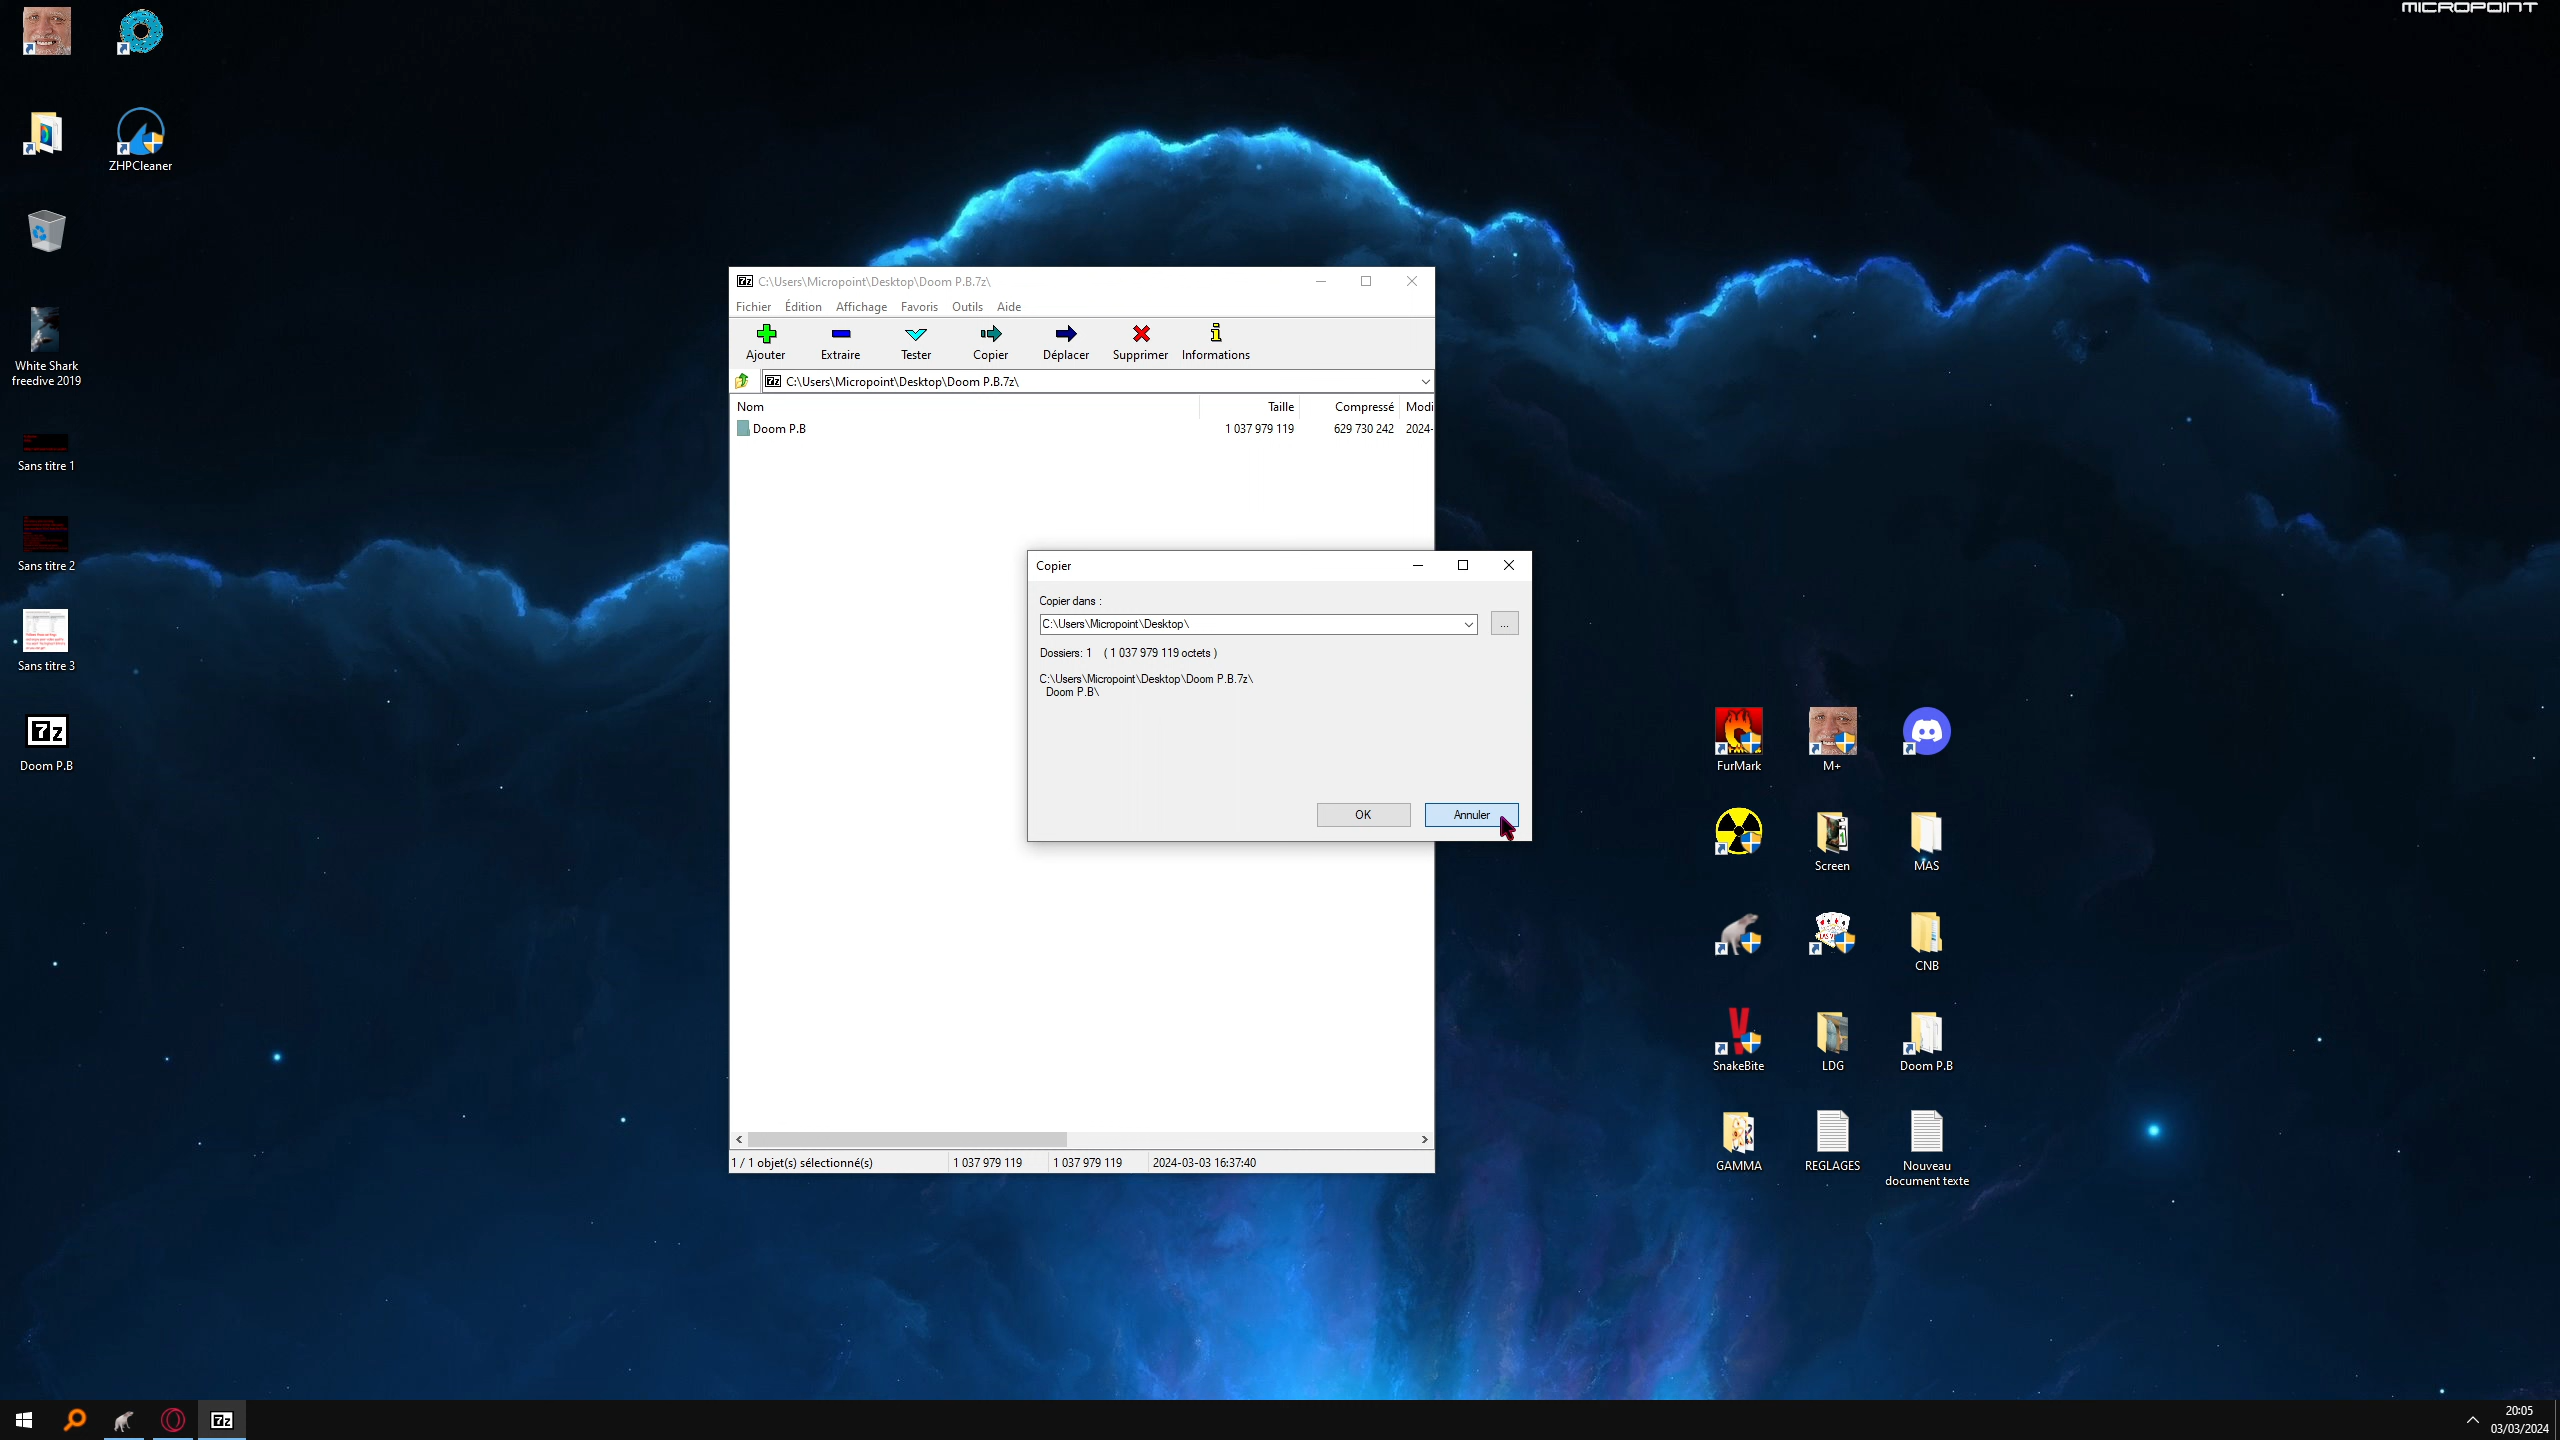 MICROPOINT
ZHPCleaner
White Shark
freedive 2019
Sans titre 1
Sans titre 2
Sans titre 3
7z
Doom P.B
7z C:\Users\Micropoint\Desktop\Doom P.B.7z\
Fichier Édition Affichage Favoris Outils Aide
Ajouter Extraire Tester Copier Déplacer Supprimer Informations
7z C:\Users\Micropoint\Desktop\Doom P.B.7z\
Nom Taille Compressé Modi
Doom P.B 1 037 979 119 629 730 242 2024-
Copier
Copier dans :
C:\Users\Micropoint\Desktop\
...
Dossiers: 1 ( 1 037 979 119 octets )
C:\Users\Micropoint\Desktop\Doom P.B.7z\
Doom P.B\
OK Annuler
1 / 1 objet(s) sélectionné(s) 1 037 979 119 1 037 979 119 2024-03-03 16:37:40
FurMark M+
Screen MAS
CNB
SnakeBite LDG Doom P.B
GAMMA REGLAGES Nouveau
document texte
7z
20:05
03/03/2024